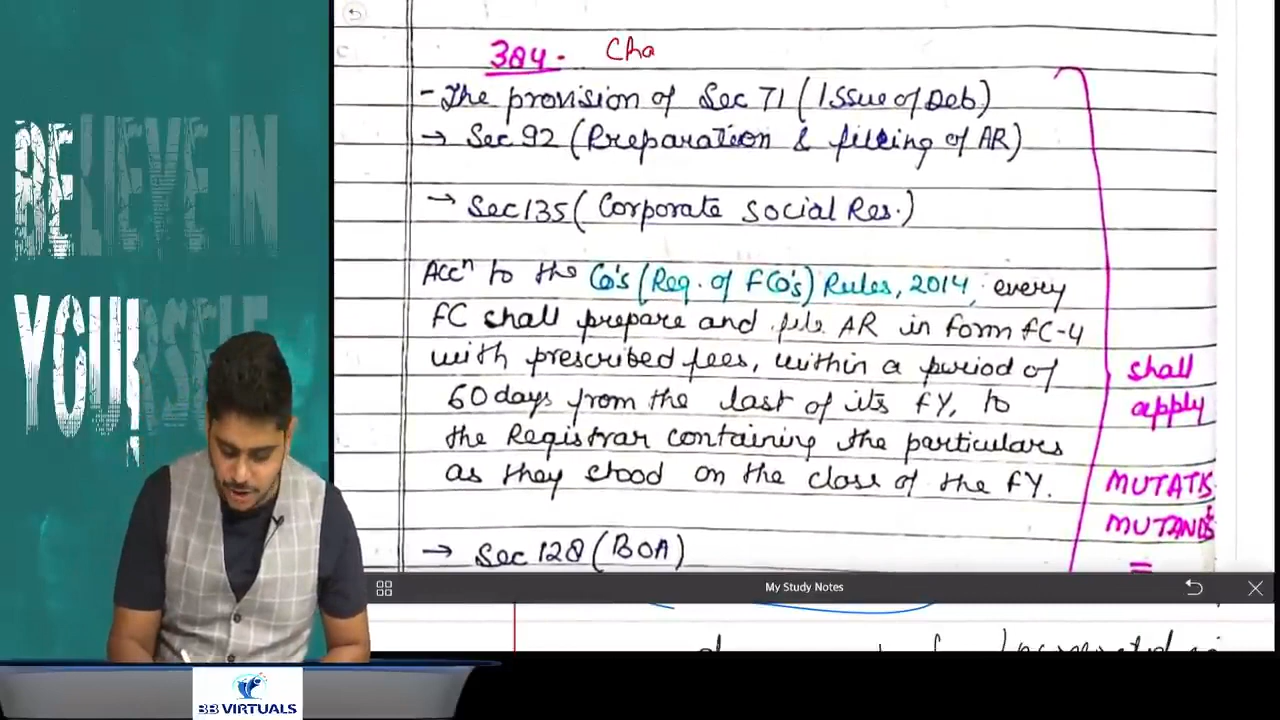 BELIEVE IN
YOURSELF
384. Cha
- The provision of Sec 71 (Issue of Deb)
→ Sec 92 (Preparation & filling of AR)
→ Sec 135 (Corporate Social Res.)
Accⁿ to the Co's (Reg. of FCo's) Rules, 2014, every
FC shall prepare and file AR in form FC-4
with prescribed fees, within a period of
60 days from the last of its FY, to
the Registrar containing the particulars
as they stood on the close of the FY.
shall
apply
MUTATIS
MUTANDIS
→ Sec 128 (BOA)
My Study Notes
BB VIRTUALS